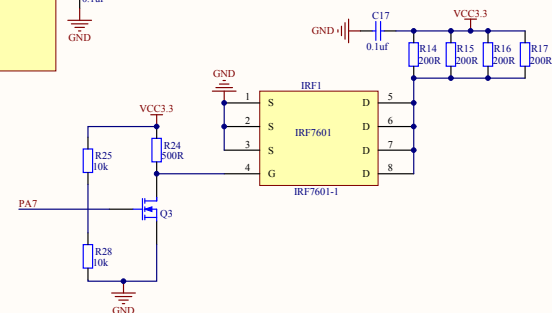 0.1uf
GND
C17
GND
0.1uf
VCC3.3
R14
200R
R15
200R
R16
200R
R17
200R
GND
IRF1
1
S
D
5
2
S
IRF7601
D
6
3
S
D
7
4
G
D
8
IRF7601-1
VCC3.3
R25
10k
R24
500R
PA7
Q3
R28
10k
GND